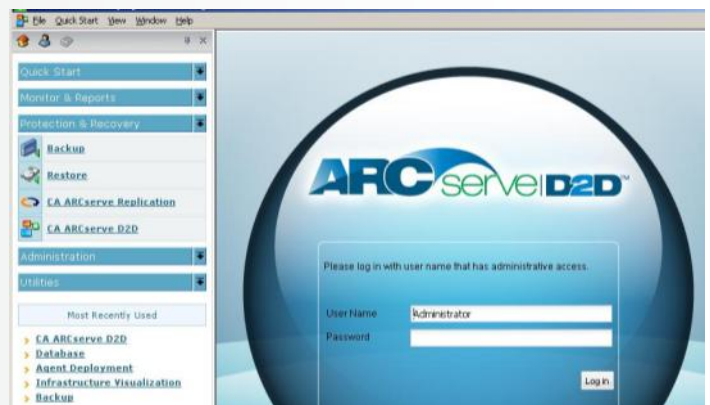 File Quick Start View Window Help
Quick Start
Monitor & Reports
Protection & Recovery
Backup
Restore
CA ARCserve Replication
CA ARCserve D2D
Administration
Utilities
Most Recently Used
CA ARCserve D2D
Database
Agent Deployment
Infrastructure Visualization
Backup
ARCserve|D2D™
Please log in with user name that has administrative access.
User Name Administrator
Password
Log in